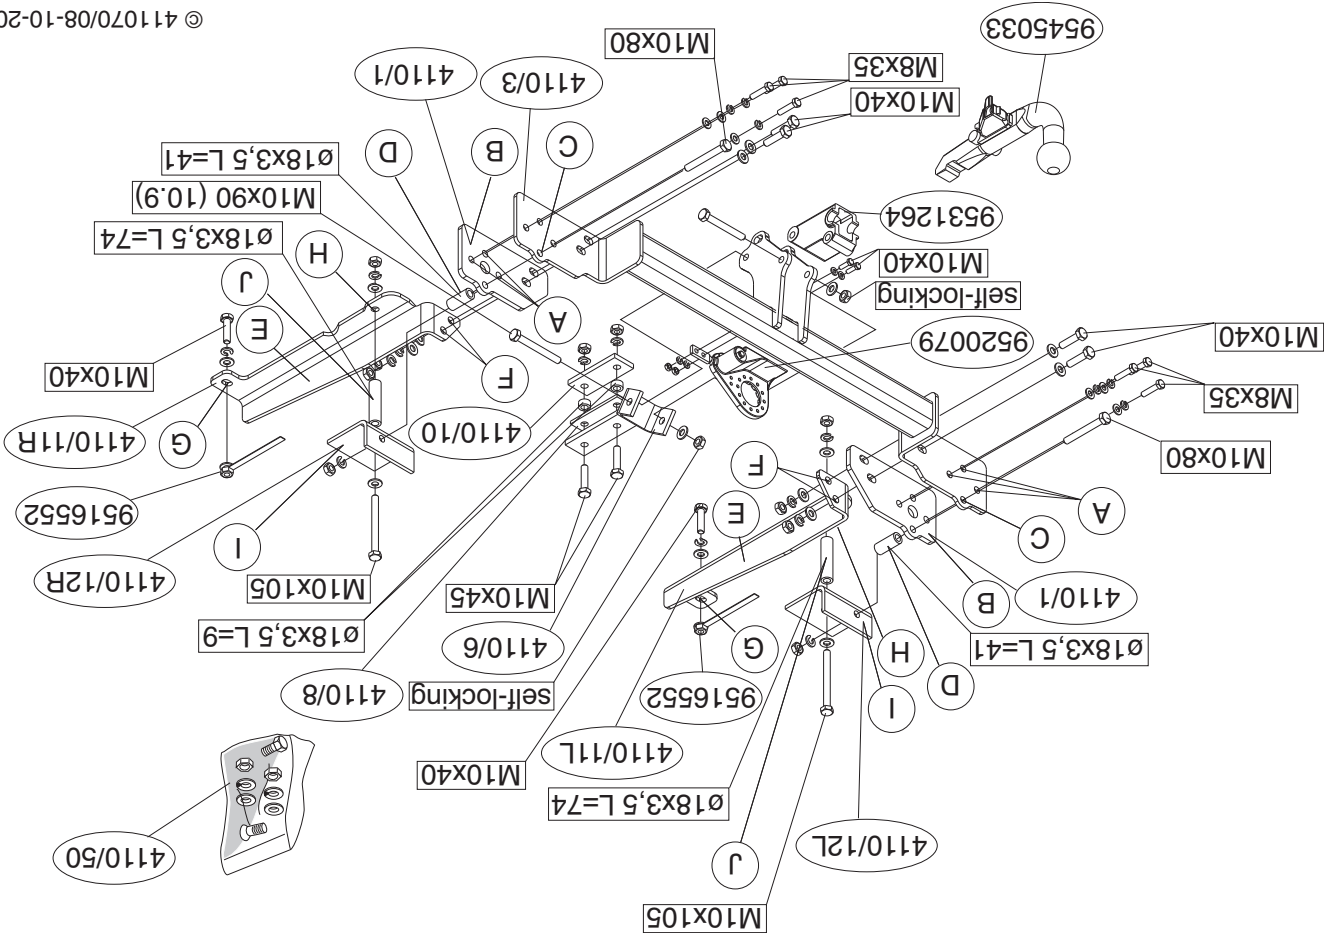 M10x105
J
4110/12L
4110/50
ø18x3,5 L=74
M10x40
4110/11L
I
9516552
self-locking
4110/8
D
ø18x3,5 L=41
H
G
4110/6
ø18x3,5 L=9
4110/1
B
M10x45
M10x105
4110/12R
C
I
A
E
9516552
M10x80
F
4110/10
G
4110/11R
M8x35
F
M10x40
M10x40
9520079
A
E
self-locking
J
M10x40
H
ø18x3,5 L=74
9531264
M10x90 (10.9)
ø18x3,5 L=41
C
B
D
M10x40
4110/3
4110/1
M8x35
M10x80
9545033
© 411070/08-10-20